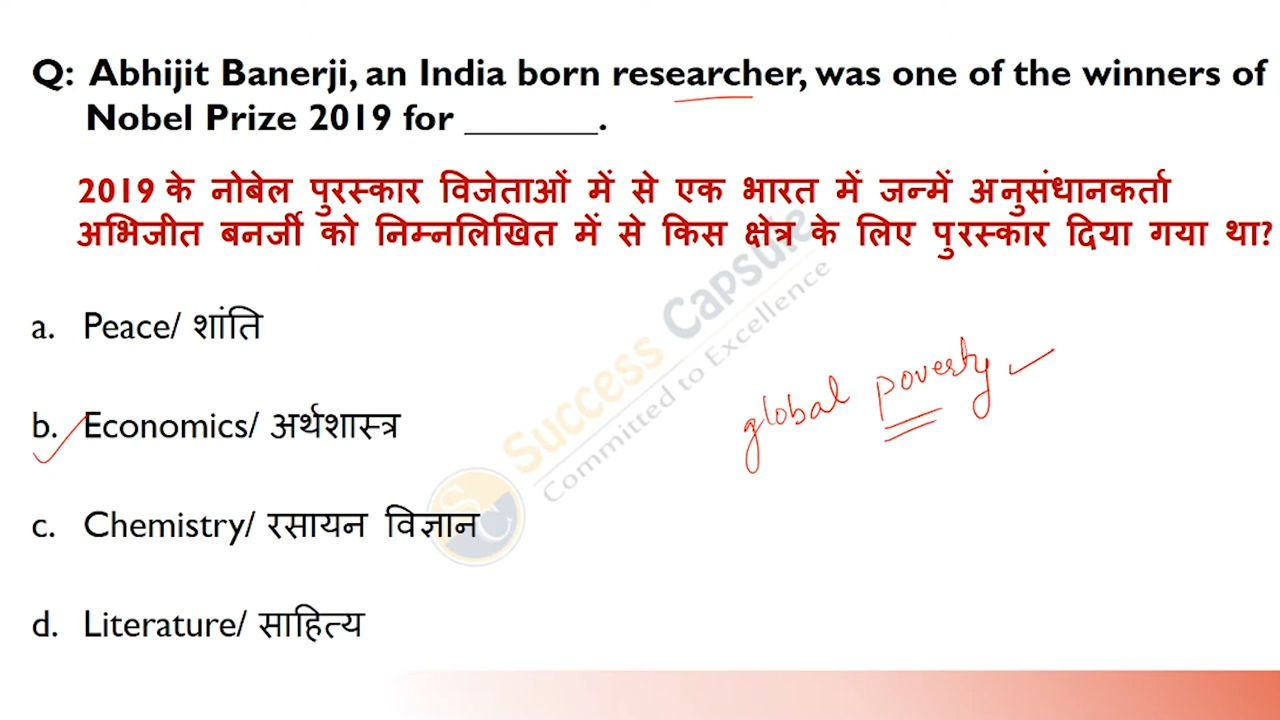 Q: Abhijit Banerji, an India born researcher, was one of the winners of
Nobel Prize 2019 for _______.
2019 के नोबेल पुरस्कार विजेताओं में से एक भारत में जन्में अनुसंधानकर्ता
अभिजीत बनर्जी को निम्नलिखित में से किस क्षेत्र के लिए पुरस्कार दिया गया था?
a. Peace/ शांति
b. Economics/ अर्थशास्त्र
global poverty
c. Chemistry/ रसायन विज्ञान
d. Literature/ साहित्य
Success Capsule
Committed to Excellence
SC